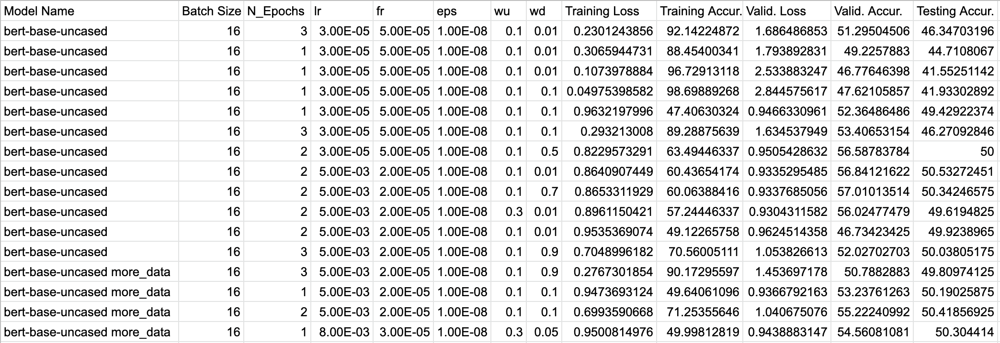 Model Name Batch Size N_Epochs lr fr eps wu wd Training Loss Training Accur. Valid. Loss Valid. Accur. Testing Accur.
bert-base-uncased 16 3 3.00E-05 5.00E-05 1.00E-08 0.1 0.01 0.2301243856 92.14224872 1.686486853 51.29504506 46.34703196
bert-base-uncased 16 1 3.00E-05 5.00E-05 1.00E-08 0.1 0.01 0.3065944731 88.45400341 1.793892831 49.2257883 44.7108067
bert-base-uncased 16 1 3.00E-05 5.00E-05 1.00E-08 0.1 0.01 0.1073978884 96.72913118 2.533883247 46.77646398 41.55251142
bert-base-uncased 16 1 3.00E-05 5.00E-05 1.00E-08 0.1 0.1 0.04975398582 98.69889268 2.844575617 47.62105857 41.93302892
bert-base-uncased 16 1 3.00E-05 5.00E-05 1.00E-08 0.1 0.1 0.9632197996 47.40630324 0.9466330961 52.36486486 49.42922374
bert-base-uncased 16 3 3.00E-05 5.00E-05 1.00E-08 0.1 0.1 0.293213008 89.28875639 1.634537949 53.40653154 46.27092846
bert-base-uncased 16 2 3.00E-05 5.00E-05 1.00E-08 0.1 0.5 0.8229573291 63.49446337 0.9505428632 56.58783784 50
bert-base-uncased 16 2 5.00E-03 2.00E-05 1.00E-08 0.1 0.01 0.8640907449 60.43654174 0.9335295485 56.84121622 50.53272451
bert-base-uncased 16 2 5.00E-03 2.00E-05 1.00E-08 0.1 0.7 0.8653311929 60.06388416 0.9337685056 57.01013514 50.34246575
bert-base-uncased 16 2 5.00E-03 2.00E-05 1.00E-08 0.3 0.01 0.8961150421 57.24446337 0.9304311582 56.02477479 49.6194825
bert-base-uncased 16 2 5.00E-03 2.00E-05 1.00E-08 0.1 0.01 0.9535369074 49.12265758 0.9624514358 46.73423425 49.9238965
bert-base-uncased 16 3 5.00E-03 2.00E-05 1.00E-08 0.1 0.9 0.7048996182 70.56005111 1.053826613 52.02702703 50.03805175
bert-base-uncased more_data 16 3 5.00E-03 2.00E-05 1.00E-08 0.1 0.9 0.2767301854 90.17295597 1.453697178 50.7882883 49.80974125
bert-base-uncased more_data 16 1 5.00E-03 2.00E-05 1.00E-08 0.1 0.1 0.9473693124 49.64061096 0.9366792163 53.23761263 50.19025875
bert-base-uncased more_data 16 2 5.00E-03 2.00E-05 1.00E-08 0.1 0.1 0.6993590668 71.25355646 1.040675076 55.22240992 50.41856925
bert-base-uncased more_data 16 1 8.00E-03 3.00E-05 1.00E-08 0.3 0.05 0.9500814976 49.99812819 0.9438883147 54.56081081 50.304414